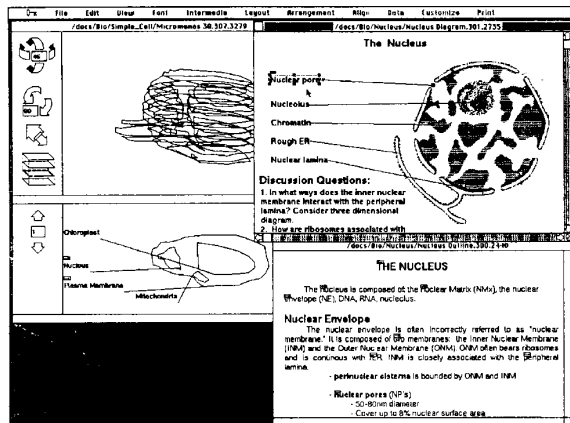 File Edit View Font Intermedia Layout Arrangement Align Data Customize Print
/docs/Bio/Simple_Cell/Micromonas 30.307.3279
/docs/Bio/Nucleus/Nucleus Diagram.301.2735
The Nucleus
Nuclear pores
Nucleolus
Chromatin
Rough ER
Nuclear lamina
Discussion Questions:
1. In what ways does the inner nuclear
membrane interact with the peripheral
lamina? Consider three dimensional
diagram.
2. How are ribosomes associated with
1
Chloroplast
Nucleus
Plasma Membrane
Mitochondria
/docs/Bio/Nucleus/Nucleus Outline.300.2440
THE NUCLEUS
The Nucleus is composed of the Nuclear Matrix (NMx), the nuclear
envelope (NE), DNA, RNA, nucleolus.
Nuclear Envelope
The nuclear envelope is often incorrectly referred to as "nuclear
membrane." It is composed of two membranes: the Inner Nuclear Membrane
(INM) and the Outer Nuclear Membrane (ONM). ONM often bears ribosomes
and is continous with ER. INM is closely associated with the peripheral
lamina.
- perinuclear cisterna is bounded by ONM and INM
- Nuclear pores (NP's)
- 50-80nm diameter
- Cover up to 8% nuclear surface area